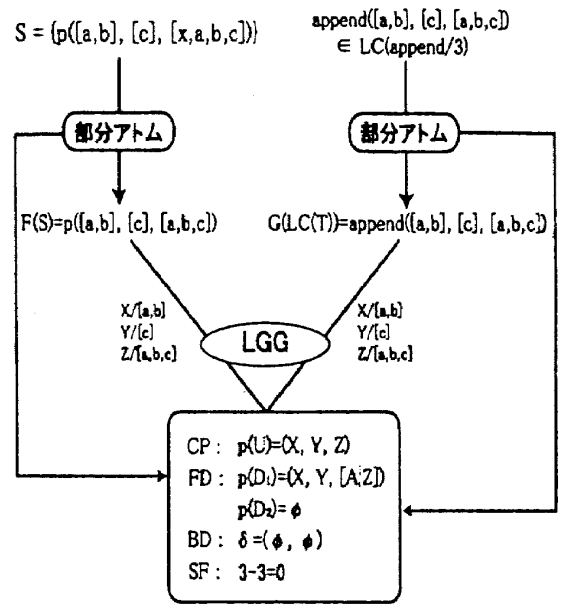 S = {p([a,b], [c], [x,a,b,c])}
append([a,b], [c], [a,b,c])
∈ LC(append/3)
部分アトム
部分アトム
F(S)=p([a,b], [c], [a,b,c])
G(LC(T))=append([a,b], [c], [a,b,c])
X/[a,b]
Y/[c]
Z/[a,b,c]
LGG
X/[a,b]
Y/[c]
Z/[a,b,c]
CP : p(U)=(X, Y, Z)
FD : p(D₁)=(X, Y, [A|Z])
p(D₂)=ϕ
BD : δ=(ϕ, ϕ)
SF : 3-3=0